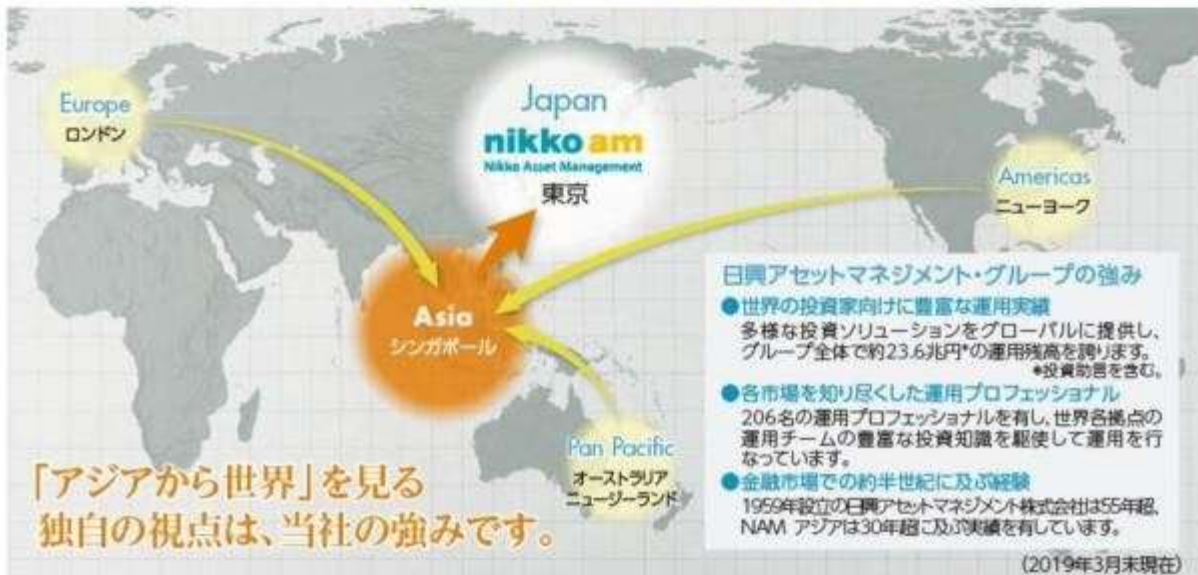 Europe
ロンドン
Japan
nikko am
Nikko Asset Management
東京
Americas
ニューヨーク
Asia
シンガポール
Pan Pacific
オーストラリア
ニュージーランド
「アジアから世界」を見る
独自の視点は、当社の強みです。
日興アセットマネジメント・グループの強み
●世界の投資家向けに豊富な運用実績
多様な投資ソリューションをグローバルに提供し、
グループ全体で約23.6兆円*の運用残高を誇ります。
*投資助言を含む。
●各市場を知り尽くした運用プロフェッショナル
206名の運用プロフェッショナルを有し、世界各拠点の
運用チームの豊富な投資知識を駆使して運用を行
なっています。
●金融市場での約半世紀に及ぶ経験
1959年設立の日興アセットマネジメント株式会社は55年超、
NAM アジアは30年超に及ぶ実績を有しています。
(2019年3月末現在)